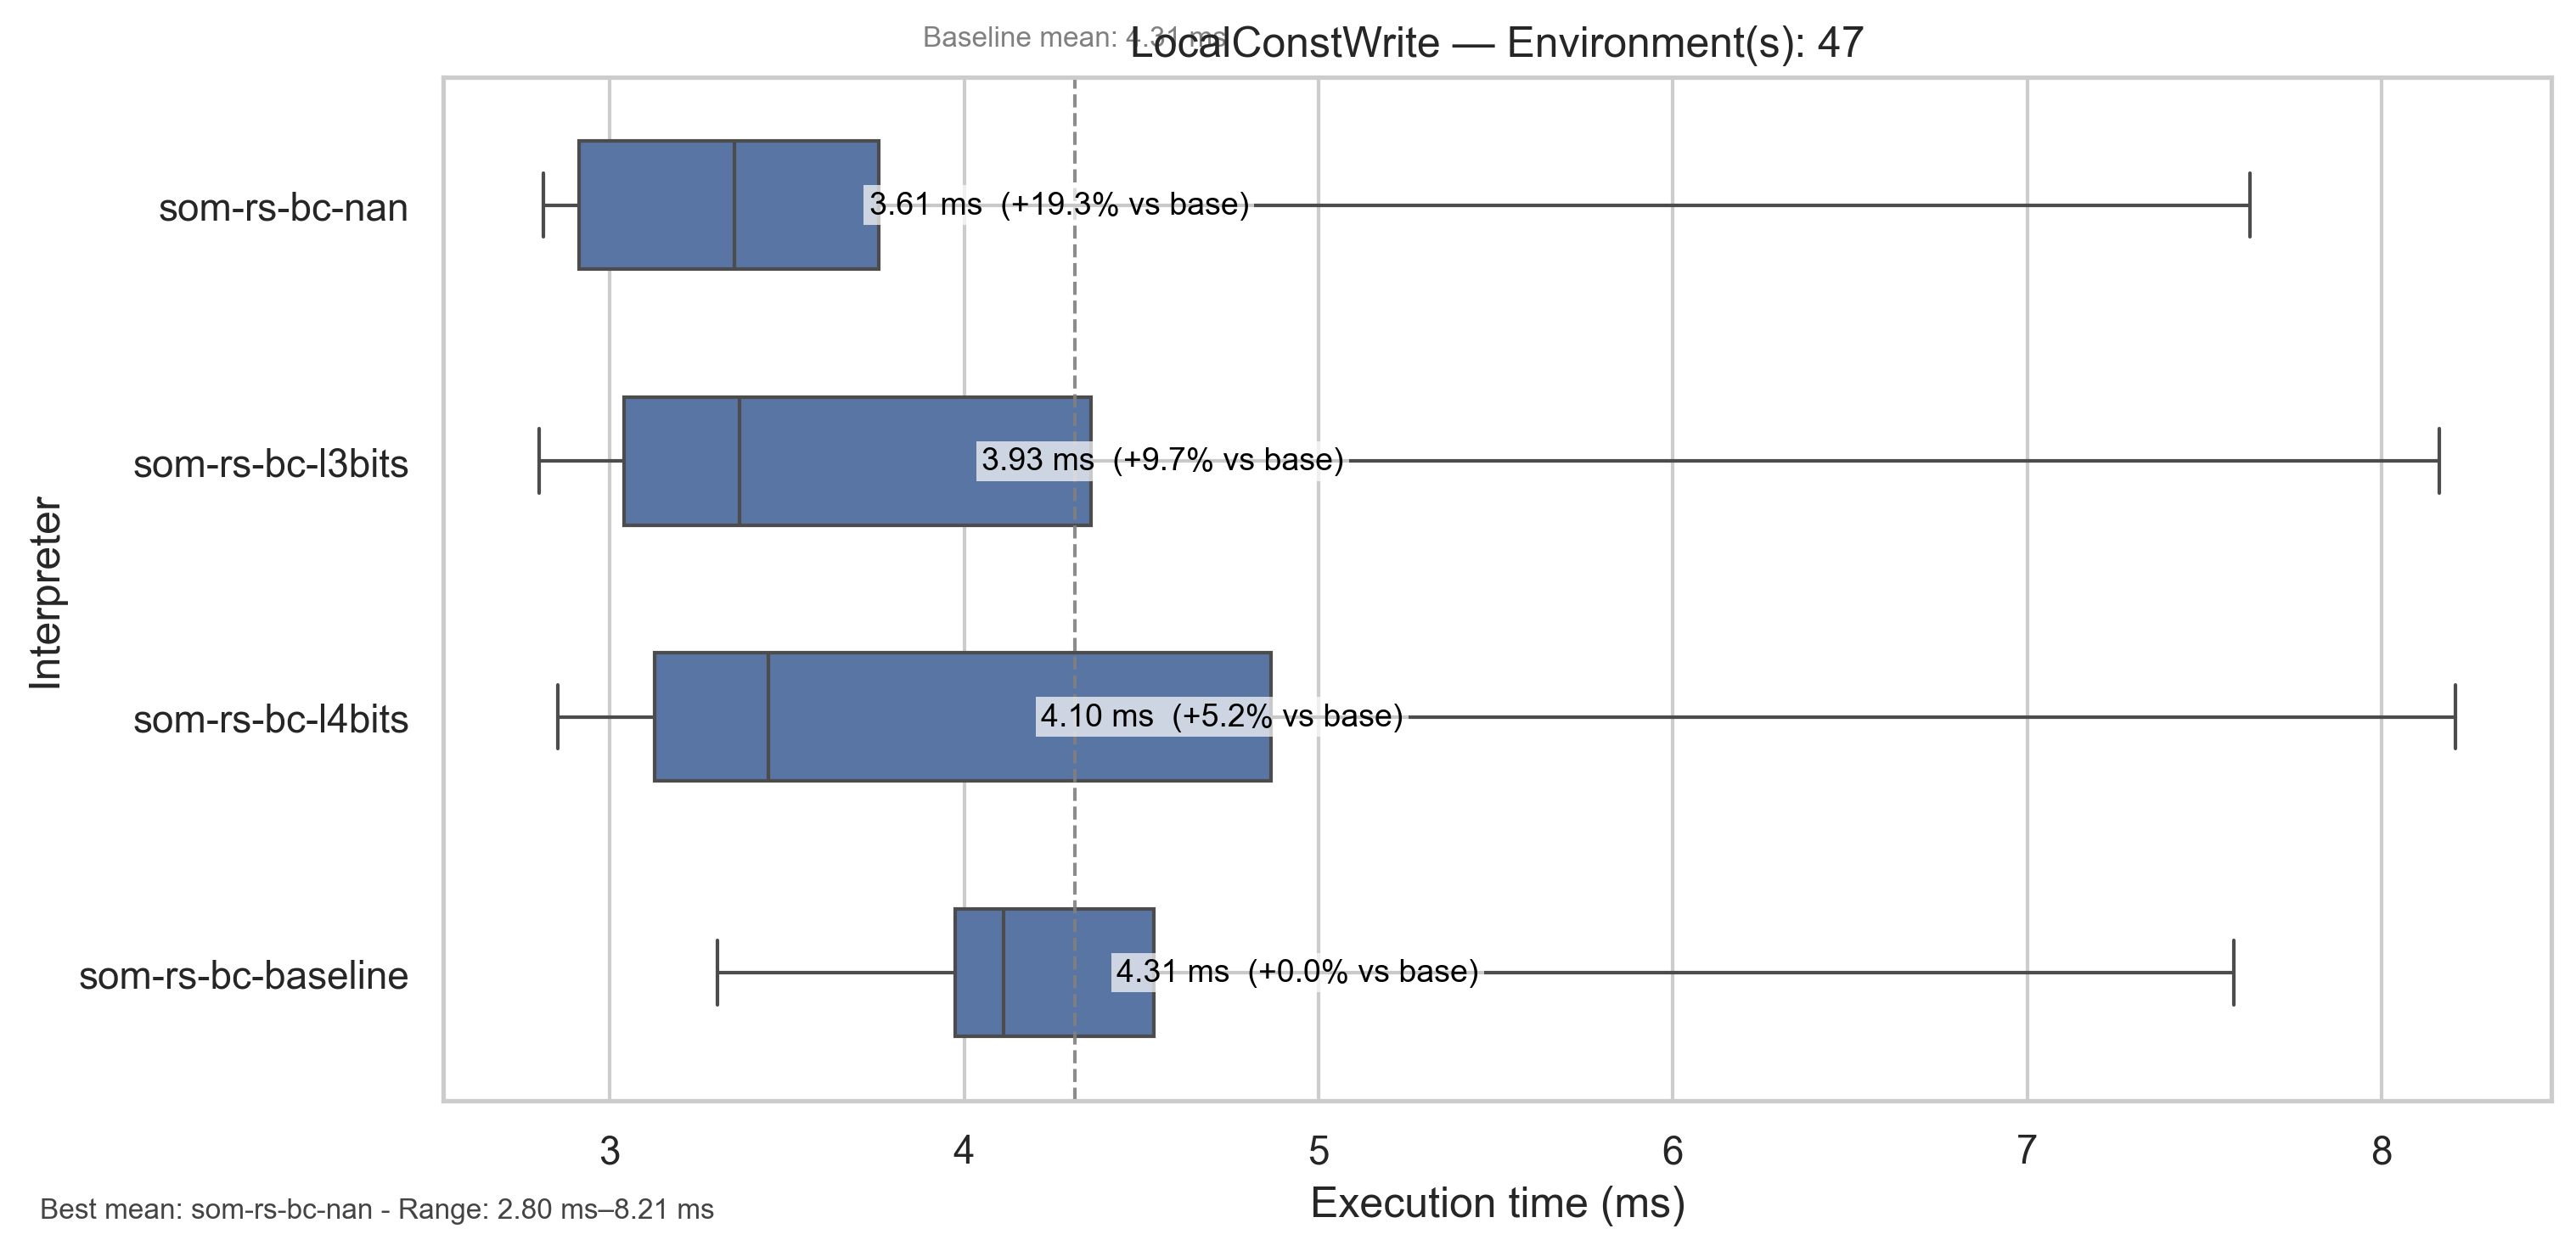 Baseline mean: 4.31 ms
LocalConstWrite — Environment(s): 47
som-rs-bc-nan
3.61 ms (+19.3% vs base)
som-rs-bc-l3bits
3.93 ms (+9.7% vs base)
Interpreter
som-rs-bc-l4bits
4.10 ms (+5.2% vs base)
som-rs-bc-baseline
4.31 ms (+0.0% vs base)
3 4 5 6 7 8
Execution time (ms)
Best mean: som-rs-bc-nan - Range: 2.80 ms–8.21 ms